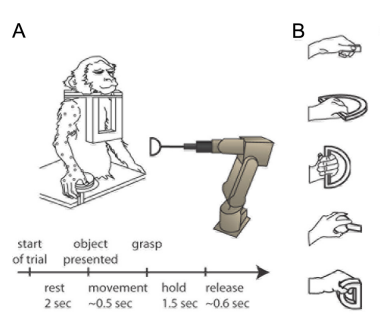 A
B
start
of trial
object
presented
grasp
rest
2 sec
movement
~0.5 sec
hold
1.5 sec
release
~0.6 sec